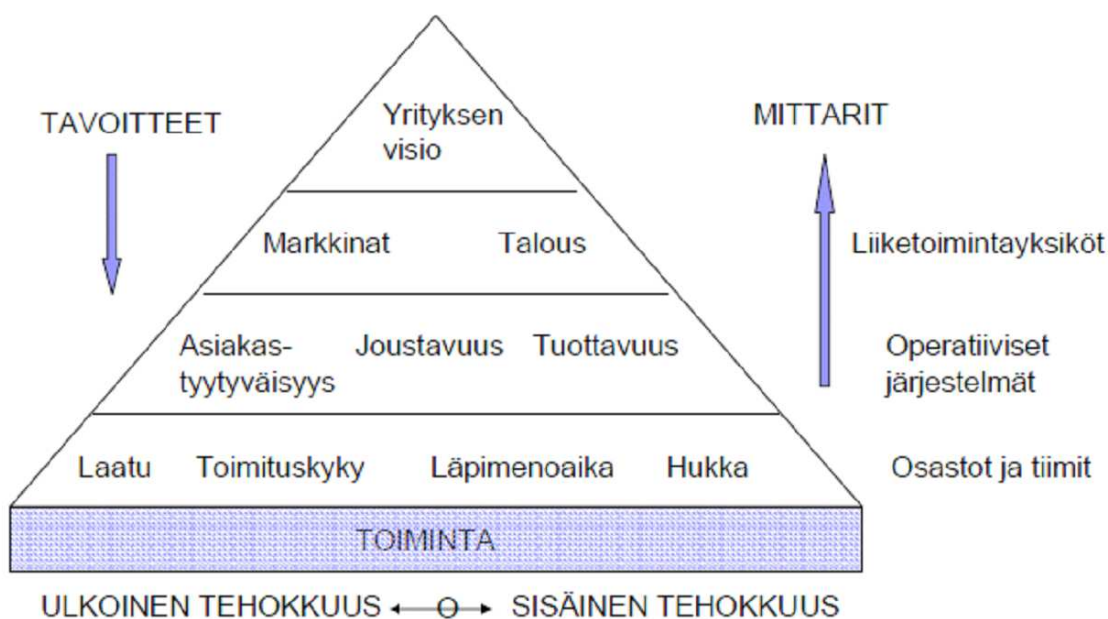 Yrityksen
visio
TAVOITTEET
MITTARIT
Markkinat Talous
Liiketoimintayksiköt
Asiakas-
tyytyväisyys
Joustavuus Tuottavuus
Operatiiviset
järjestelmät
Laatu Toimituskyky Läpimenoaika Hukka
Osastot ja tiimit
TOIMINTA
ULKOINEN TEHOKKUUS O SISÄINEN TEHOKKUUS